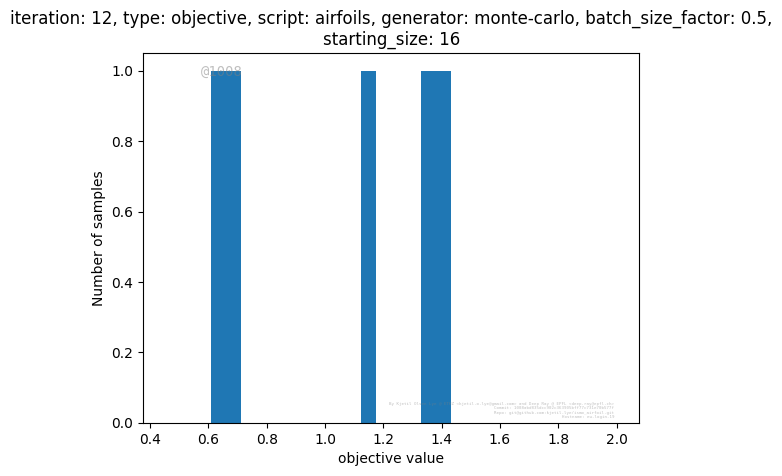 iteration: 12, type: objective, script: airfoils, generator: monte-carlo, batch_size_factor: 0.5,
starting_size: 16
@1008
1.0
0.8
0.6
0.4
0.2
0.0
Number of samples
0.4 0.6 0.8 1.0 1.2 1.4 1.6 1.8 2.0
objective value